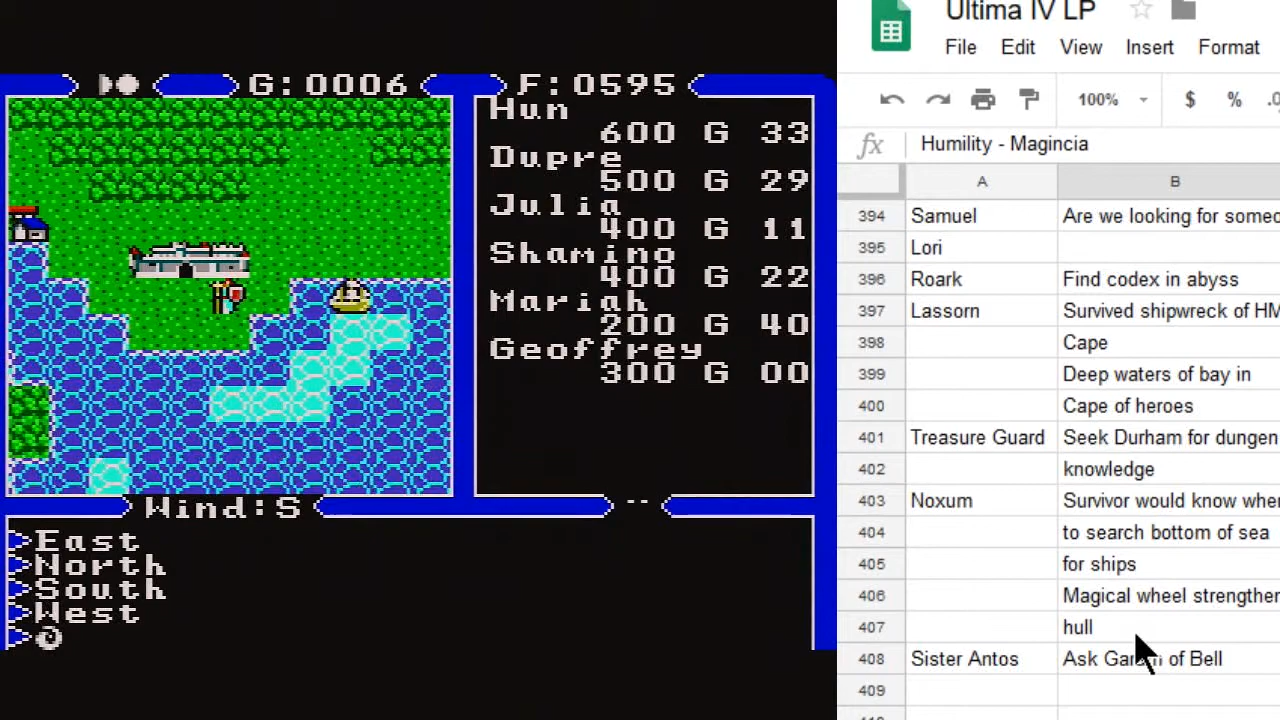 G:0006
F:0595
Hun
600 G 33
Dupre
500 G 29
Julia
400 G 11
Shamino
400 G 22
Mariah
200 G 40
Geoffrey
300 G 00
Wind:S
--
East
North
South
West
Ultima IV LP
File Edit View Insert Format
100% $ % .0
fx Humility - Magincia
A B
394 Samuel Are we looking for someo
395 Lori
396 Roark Find codex in abyss
397 Lassorn Survived shipwreck of HM
398 Cape
399 Deep waters of bay in
400 Cape of heroes
401 Treasure Guard Seek Durham for dungen
402 knowledge
403 Noxum Survivor would know wher
404 to search bottom of sea
405 for ships
406 Magical wheel strengthen
407 hull
408 Sister Antos Ask of Bell
409